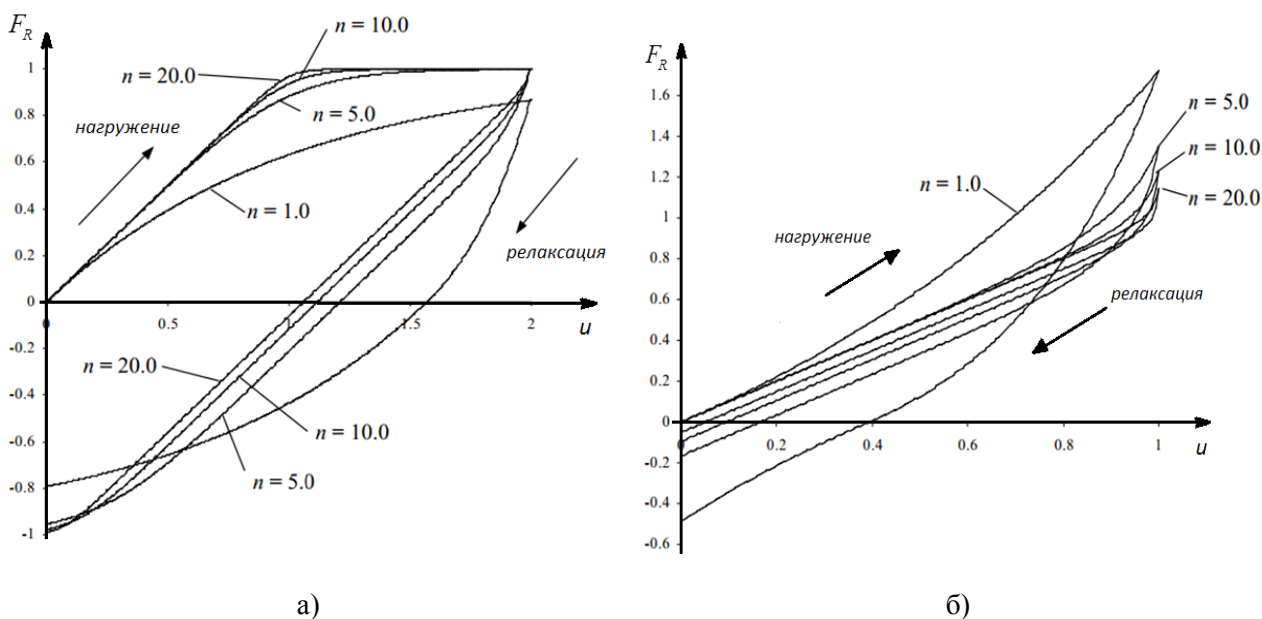 F_R
n = 10.0
1
n = 20.0
0.8
n = 5.0
нагружение
0.6
0.4
n = 1.0
0.2
релаксация
0
0
0.5
1
1.5
2
u
-0.2
n = 20.0
-0.4
n = 10.0
-0.6
n = 5.0
-0.8
-1
а)
F_R
1.6
n = 5.0
1.4
n = 10.0
1.2
n = 1.0
n = 20.0
1
нагружение
0.8
релаксация
0.6
0.4
0.2
0
0
0.2
0.4
0.6
0.8
1
u
-0.2
-0.4
-0.6
б)